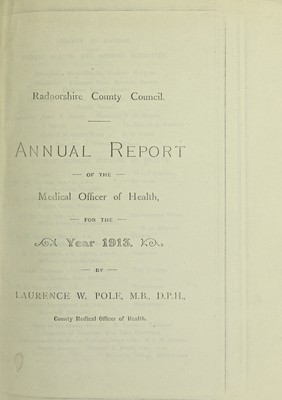 Radnorshire County Council.
ANNUAL REPORT
— OF THE —
Medical Officer of Health,
— FOR THE —
Year 1913.
— BY —
LAURENCE W. POLE, M.B., D.P.H.,
County Medical Officer of Health.